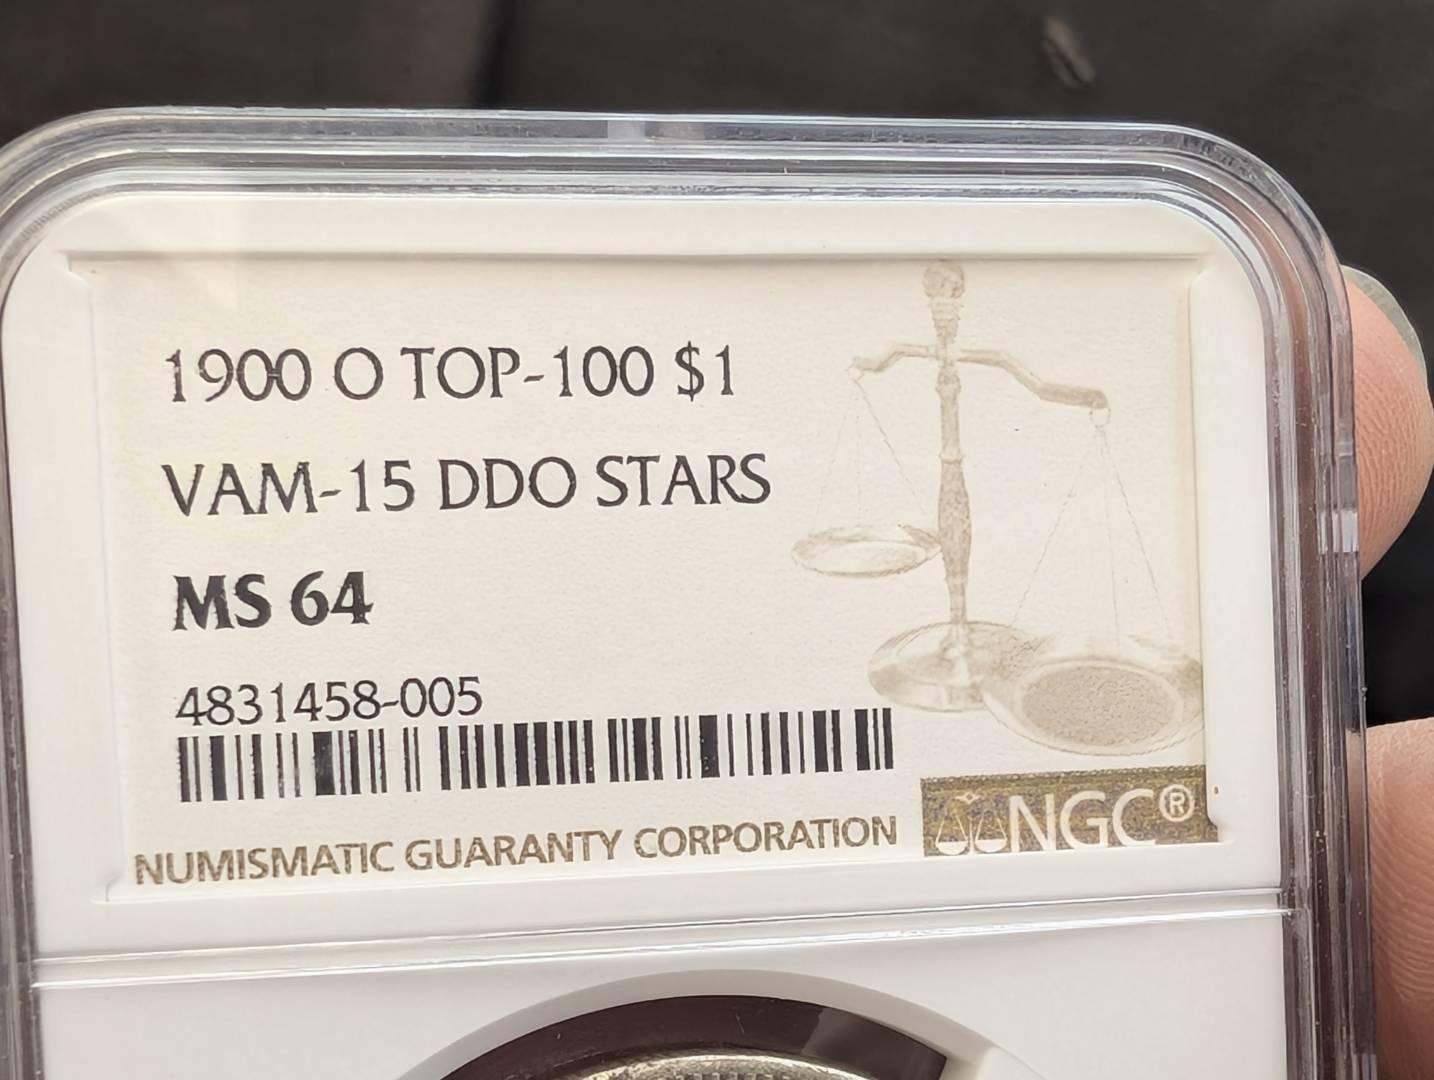 1900 O TOP-100 $1
VAM-15 DDO STARS
MS 64
4831458-005
NUMISMATIC GUARANTY CORPORATION
NGC®